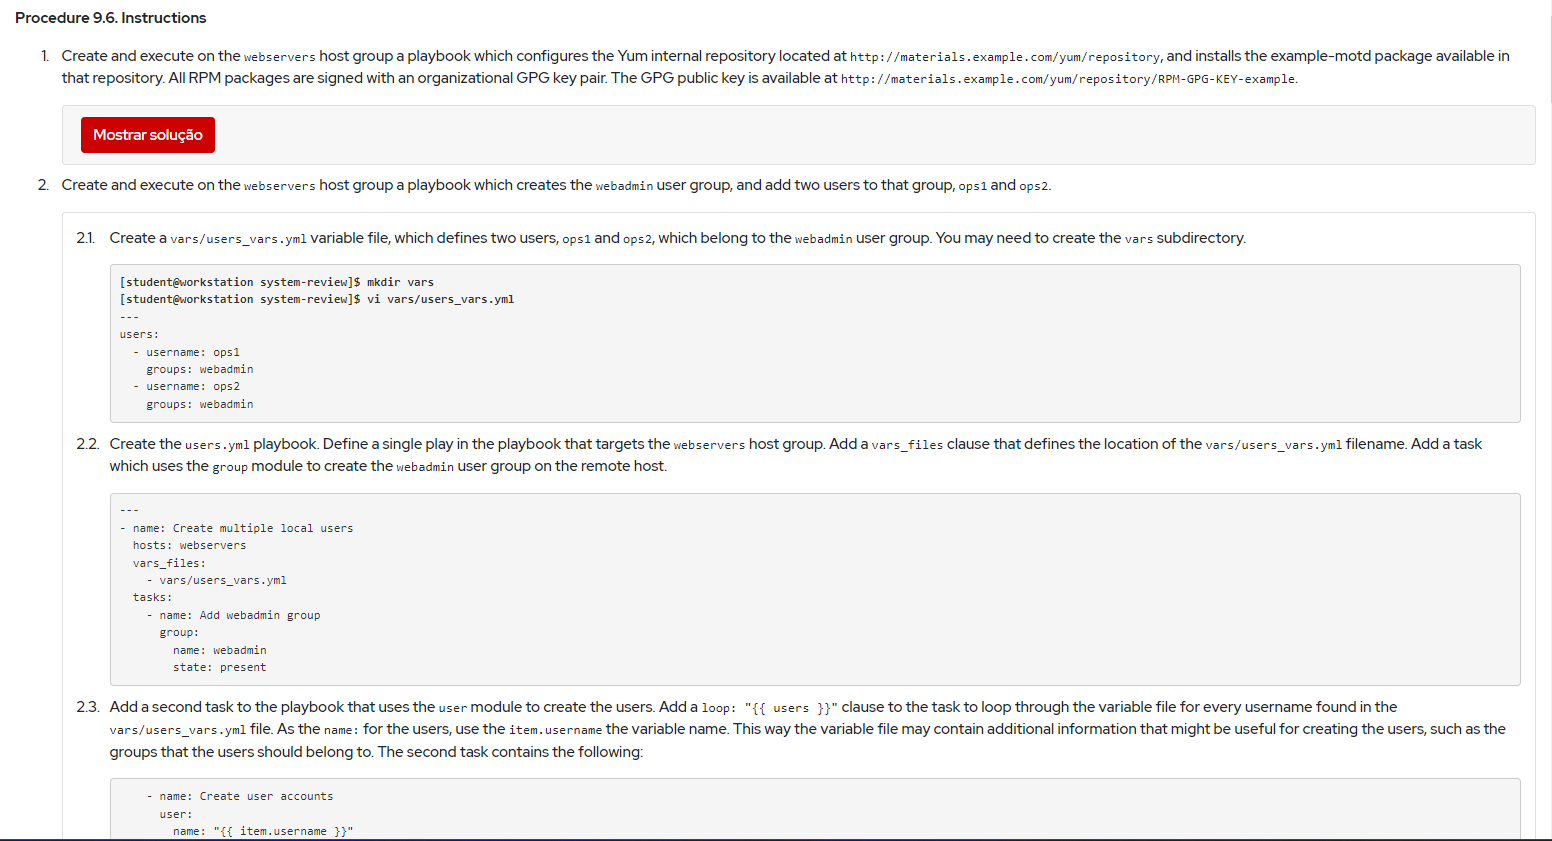 Procedure 9.6. Instructions
1. Create and execute on the webservers host group a playbook which configures the Yum internal repository located at http://materials.example.com/yum/repository, and installs the example-motd package available in
that repository. All RPM packages are signed with an organizational GPG key pair. The GPG public key is available at http://materials.example.com/yum/repository/RPM-GPG-KEY-example.
Mostrar solução
2. Create and execute on the webservers host group a playbook which creates the webadmin user group, and add two users to that group, ops1 and ops2.
2.1. Create a vars/users_vars.yml variable file, which defines two users, ops1 and ops2, which belong to the webadmin user group. You may need to create the vars subdirectory.
[student@workstation system-review]$ mkdir vars
[student@workstation system-review]$ vi vars/users_vars.yml
---
users:
  - username: ops1
    groups: webadmin
  - username: ops2
    groups: webadmin
2.2. Create the users.yml playbook. Define a single play in the playbook that targets the webservers host group. Add a vars_files clause that defines the location of the vars/users_vars.yml filename. Add a task
which uses the group module to create the webadmin user group on the remote host.
---
- name: Create multiple local users
  hosts: webservers
  vars_files:
    - vars/users_vars.yml
  tasks:
    - name: Add webadmin group
      group:
        name: webadmin
        state: present
2.3. Add a second task to the playbook that uses the user module to create the users. Add a loop: "{{ users }}" clause to the task to loop through the variable file for every username found in the
vars/users_vars.yml file. As the name: for the users, use the item.username the variable name. This way the variable file may contain additional information that might be useful for creating the users, such as the
groups that the users should belong to. The second task contains the following:
    - name: Create user accounts
      user:
        name: "{{ item.username }}"